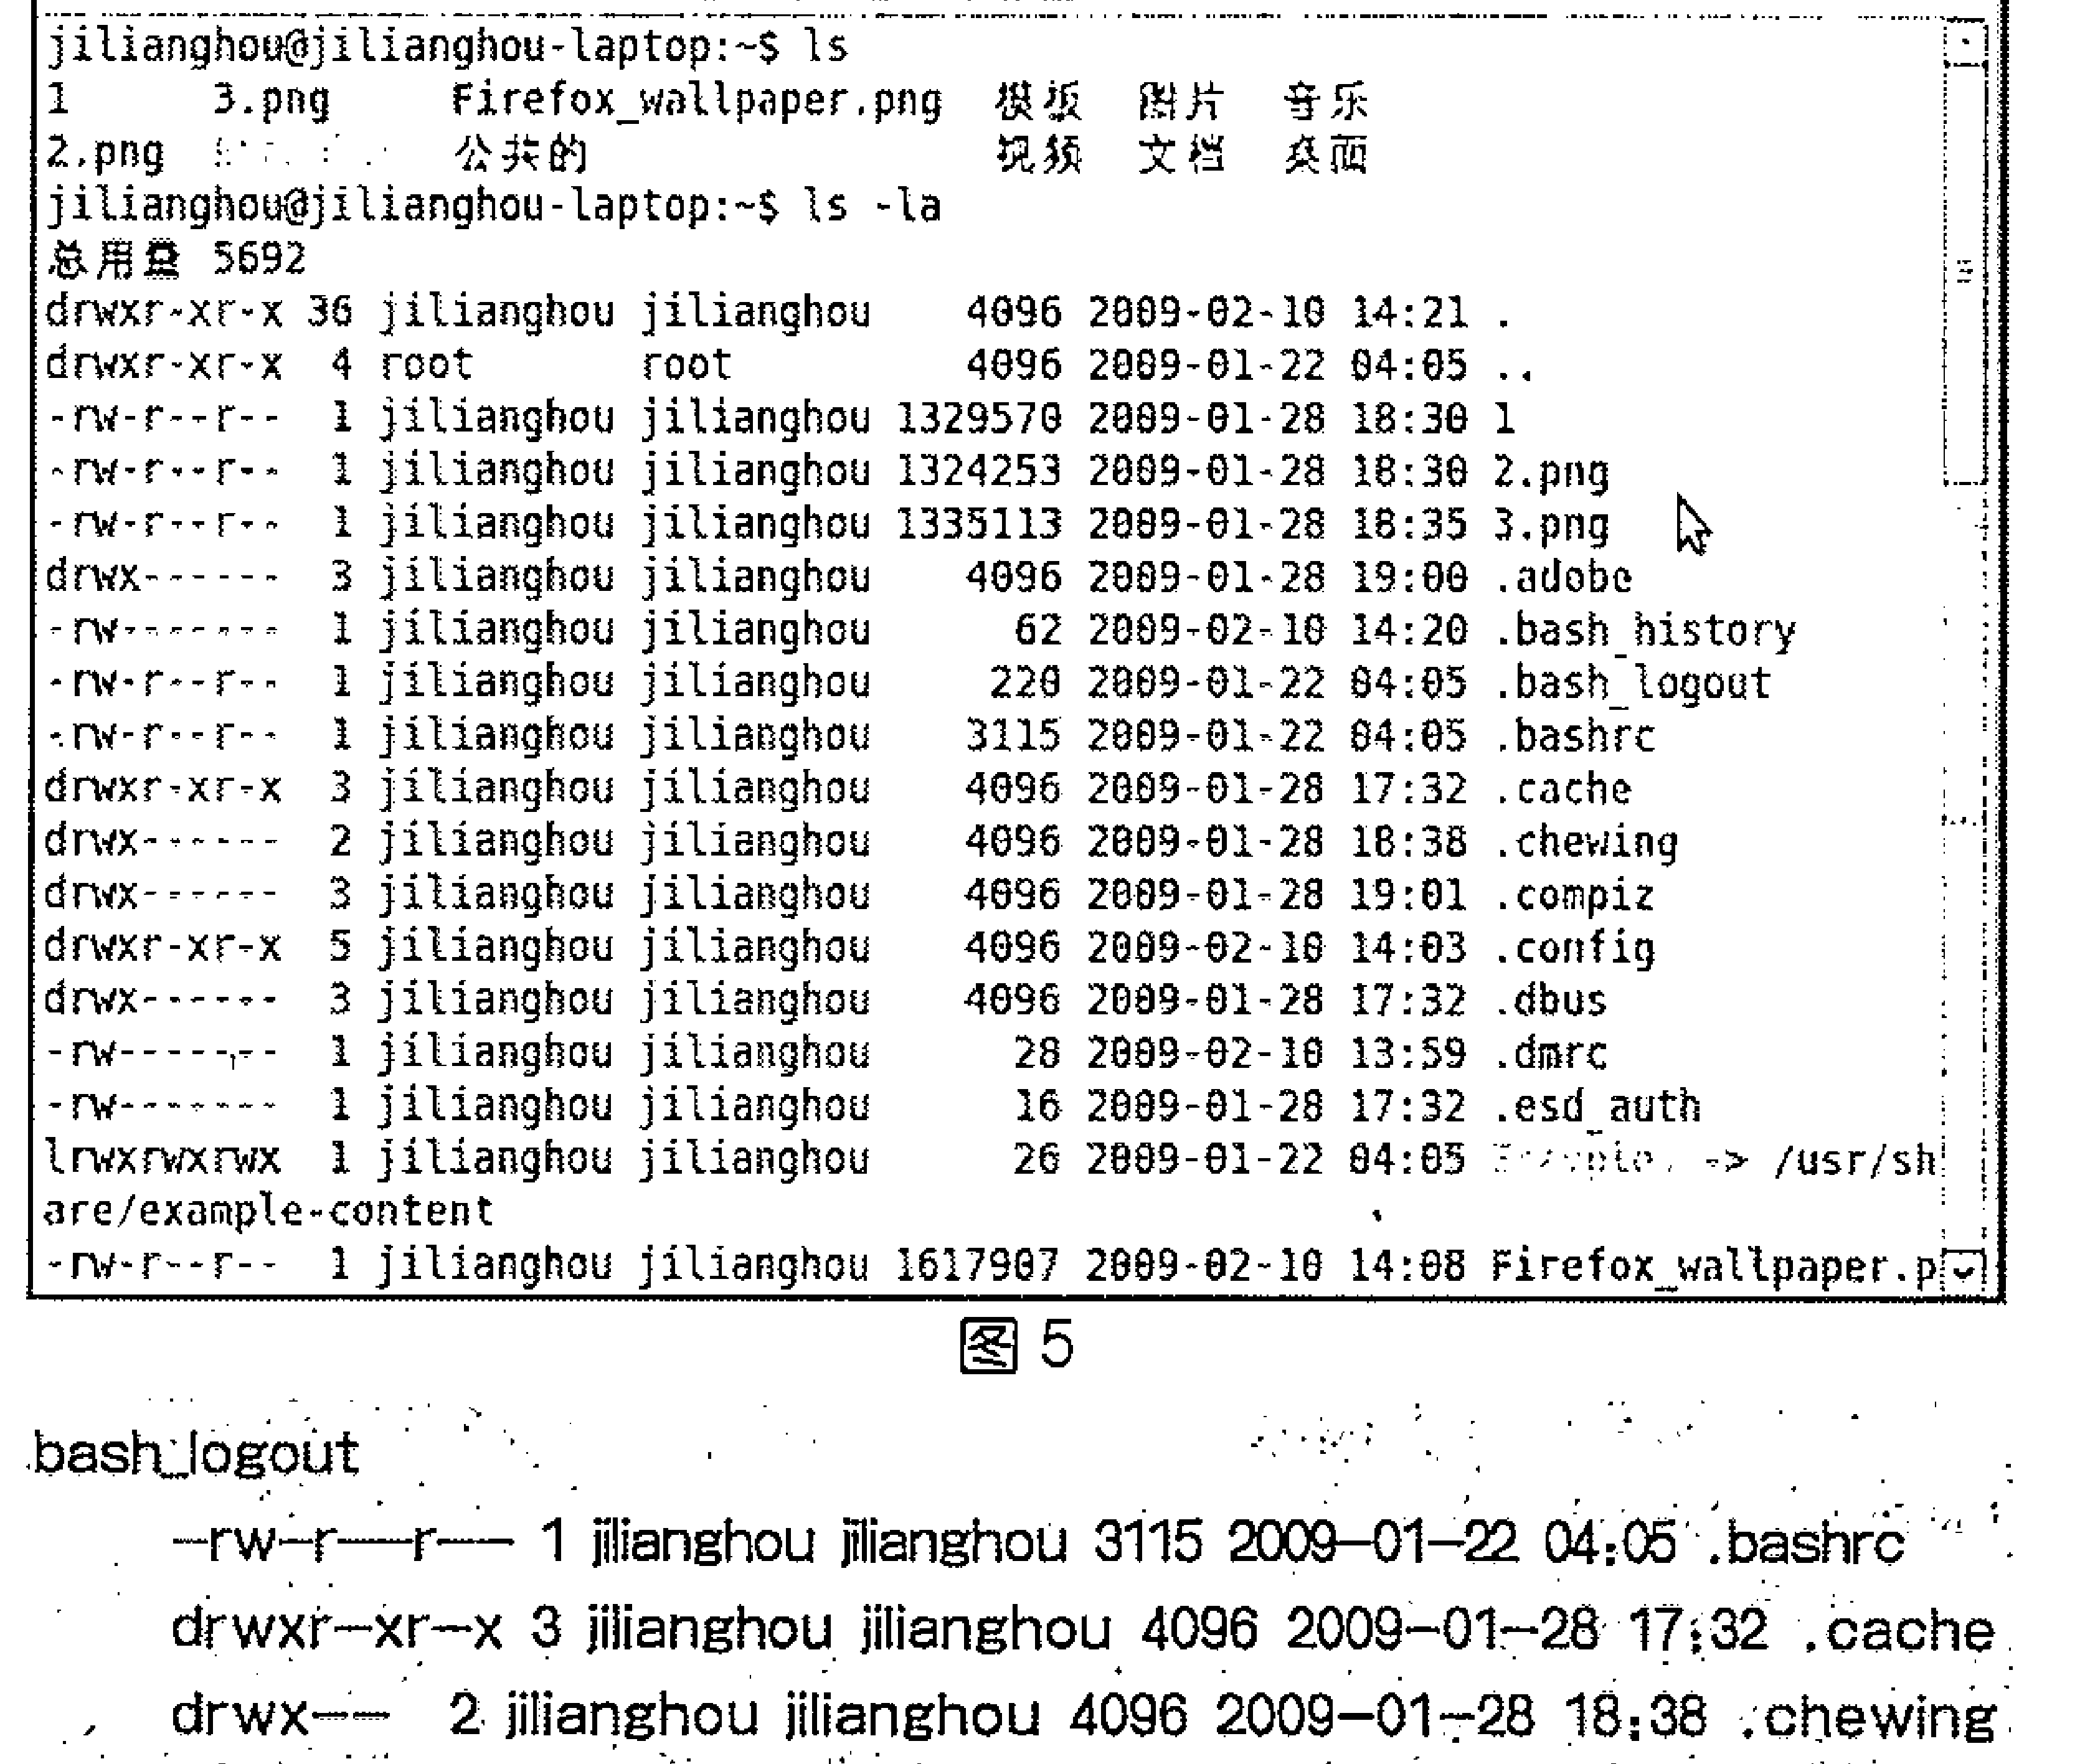 jilianghou@jilianghou-laptop:~$ ls
1 3.png Firefox_wallpaper.png 模板 图片 音乐
2.png 公共的 视频 文档 桌面
jilianghou@jilianghou-laptop:~$ ls -la
总用量 5692
drwxr-xr-x 36 jilianghou jilianghou 4096 2009-02-10 14:21 .
drwxr-xr-x 4 root root 4096 2009-01-22 04:05 ..
-rw-r--r-- 1 jilianghou jilianghou 1329570 2009-01-28 18:30 1
-rw-r--r-- 1 jilianghou jilianghou 1324253 2009-01-28 18:30 2.png
-rw-r--r-- 1 jilianghou jilianghou 1335113 2009-01-28 18:35 3.png
drwx------ 3 jilianghou jilianghou 4096 2009-01-28 19:00 .adobe
-rw------- 1 jilianghou jilianghou 62 2009-02-10 14:20 .bash_history
-rw-r--r-- 1 jilianghou jilianghou 220 2009-01-22 04:05 .bash_logout
-rw-r--r-- 1 jilianghou jilianghou 3115 2009-01-22 04:05 .bashrc
drwxr-xr-x 3 jilianghou jilianghou 4096 2009-01-28 17:32 .cache
drwx------ 2 jilianghou jilianghou 4096 2009-01-28 18:38 .chewing
drwx------ 3 jilianghou jilianghou 4096 2009-01-28 19:01 .compiz
drwxr-xr-x 5 jilianghou jilianghou 4096 2009-02-10 14:03 .config
drwx------ 3 jilianghou jilianghou 4096 2009-01-28 17:32 .dbus
-rw------- 1 jilianghou jilianghou 28 2009-02-10 13:59 .dmrc
-rw------- 1 jilianghou jilianghou 16 2009-01-28 17:32 .esd_auth
lrwxrwxrwx 1 jilianghou jilianghou 26 2009-01-22 04:05 -> /usr/sh
are/example-content
-rw-r--r-- 1 jilianghou jilianghou 1617907 2009-02-10 14:08 Firefox_wallpaper.p
图 5
.bash_logout
-rw-r--r-- 1 jilianghou jilianghou 3115 2009-01-22 04:05 .bashrc
drwxr-xr-x 3 jilianghou jilianghou 4096 2009-01-28 17:32 .cache
drwx-- 2 jilianghou jilianghou 4096 2009-01-28 18:38 .chewing